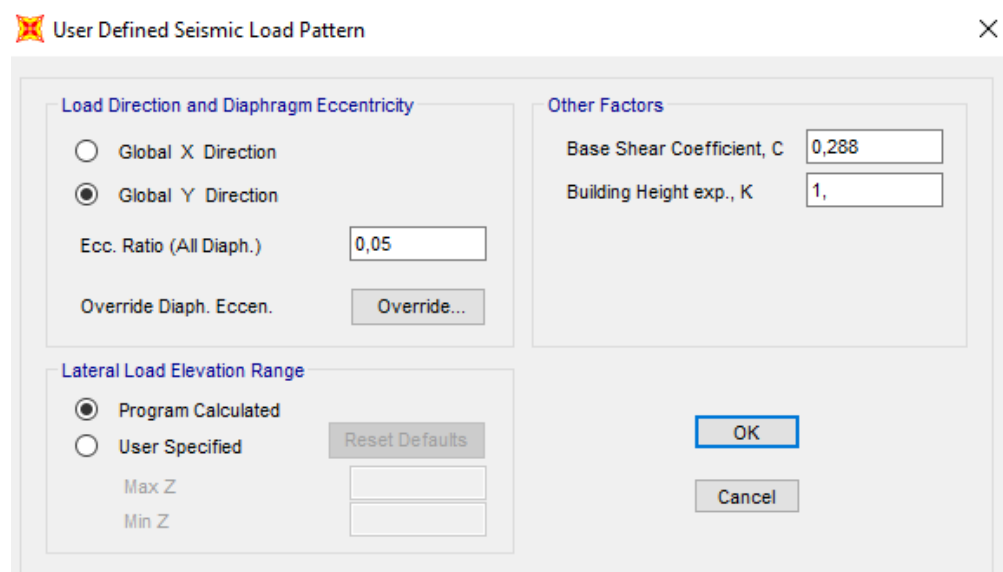 User Defined Seismic Load Pattern
Load Direction and Diaphragm Eccentricity
Global X Direction
Global Y Direction
Ecc. Ratio (All Diaph.) 0,05
Override Diaph. Eccen. Override...
Other Factors
Base Shear Coefficient, C 0,288
Building Height exp., K 1,
Lateral Load Elevation Range
Program Calculated
User Specified Reset Defaults
Max Z
Min Z
OK
Cancel